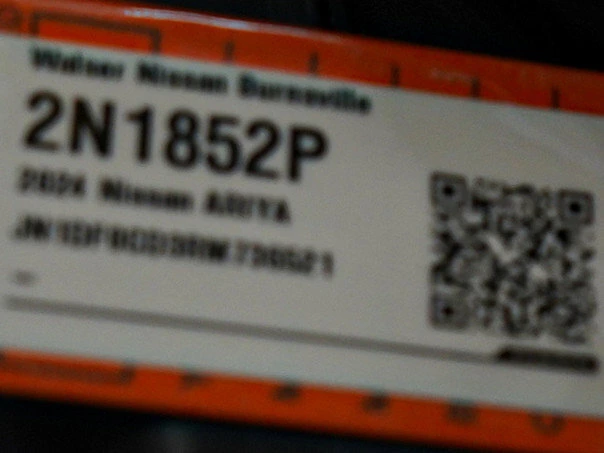 Walser Nissan Burnsville
2N1852P
2024 Nissan ARIYA